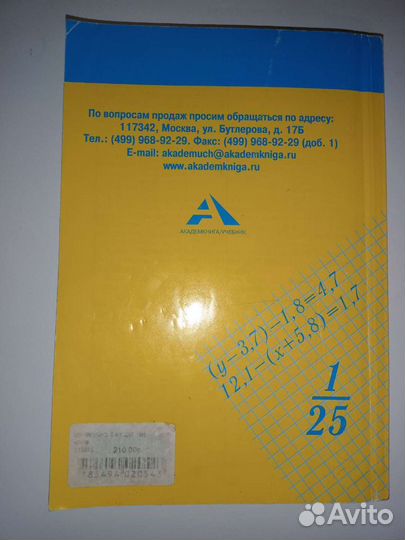 По вопросам продаж просим обращаться по адресу:
117342, Москва, ул. Бутлерова, д. 17Б
Тел.: (499) 968-92-29. Факс: (499) 968-92-29 (доб. 1)
E-mail: akademuch@akademkniga.ru
www.akademkniga.ru
АКАДЕМКНИГА/УЧЕБНИК
(y−3,7)−1,8=4,7
12,1−(x+5,8)=1,7
1
25
210.00
Avito